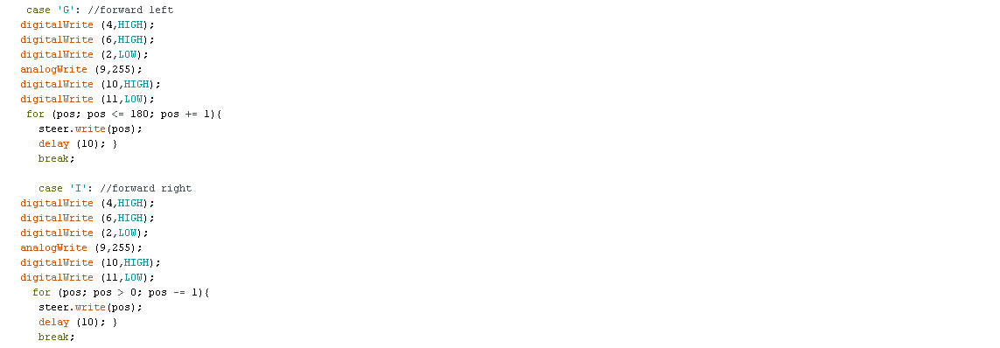 case 'G': //forward left
digitalWrite (4,HIGH);
digitalWrite (6,HIGH);
digitalWrite (2,LOW);
analogWrite (9,255);
digitalWrite (10,HIGH);
digitalWrite (11,LOW);
for (pos; pos <= 180; pos += 1){
steer.write(pos);
delay (10); }
break;
case 'I': //forward right
digitalWrite (4,HIGH);
digitalWrite (6,HIGH);
digitalWrite (2,LOW);
analogWrite (9,255);
digitalWrite (10,HIGH);
digitalWrite (11,LOW);
for (pos; pos > 0; pos -= 1){
steer.write(pos);
delay (10); }
break;